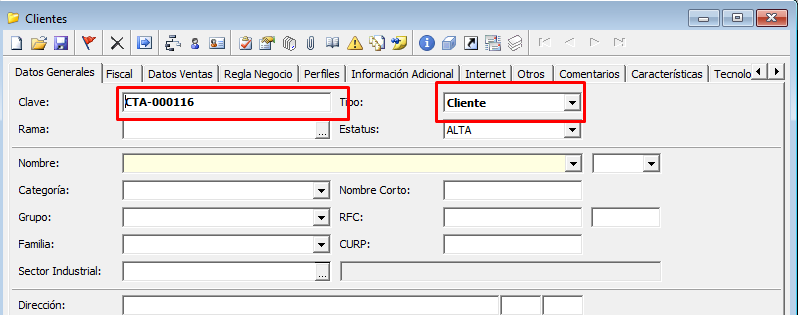 Clientes
Datos Generales Fiscal Datos Ventas Regla Negocio Perfiles Información Adicional Internet Otros Comentarios Características Tecnolo
Clave: CTA-000116 Tipo: Cliente
Rama: ... Estatus: ALTA
Nombre:
Categoría: Nombre Corto:
Grupo: RFC:
Familia: CURP:
Sector Industrial: ...
Dirección: